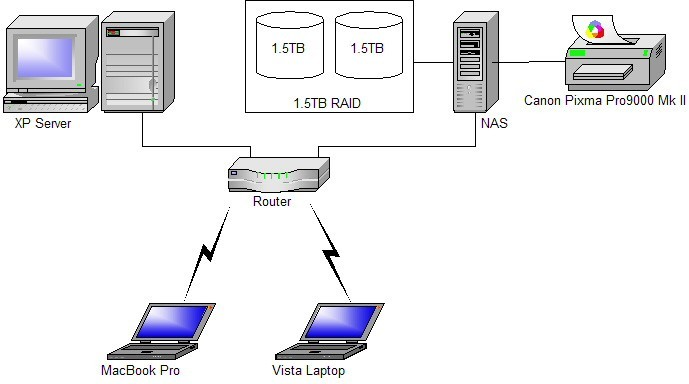 1.5TB
1.5TB
1.5TB RAID
XP Server
NAS
Canon Pixma Pro9000 Mk II
Router
MacBook Pro
Vista Laptop